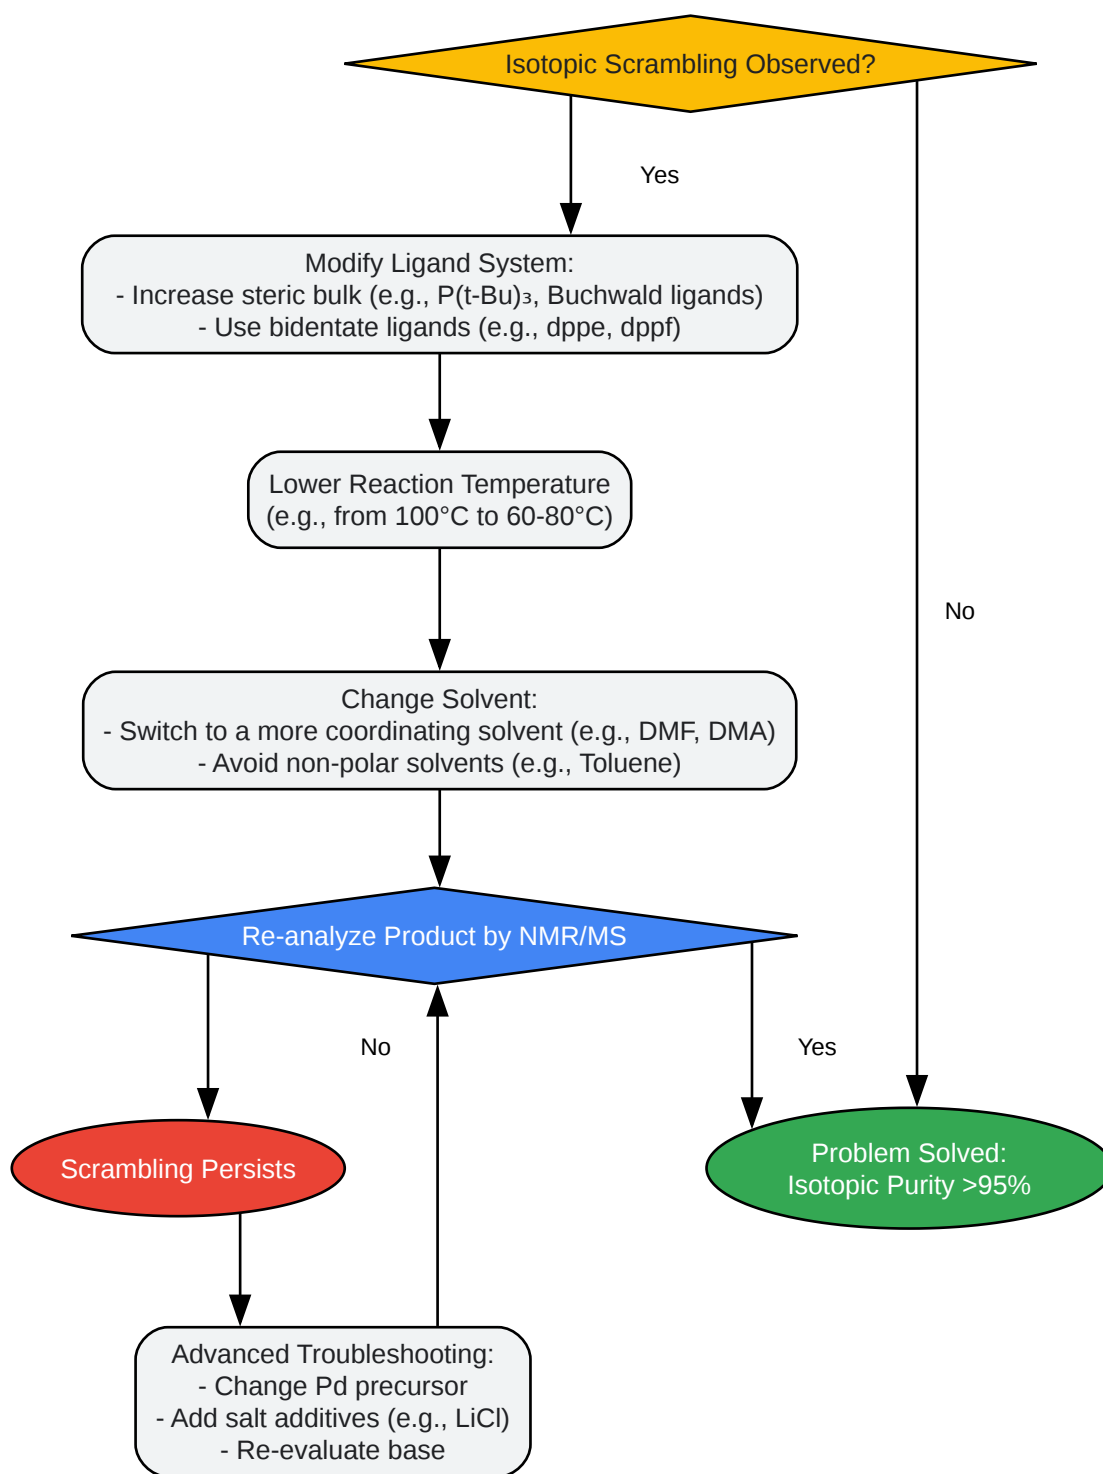 Isotopic Scrambling Observed?
Yes
Modify Ligand System:
- Increase steric bulk (e.g., P(t-Bu)₃, Buchwald ligands)
- Use bidentate ligands (e.g., dppe, dppf)
Lower Reaction Temperature
(e.g., from 100°C to 60-80°C)
No
Change Solvent:
- Switch to a more coordinating solvent (e.g., DMF, DMA)
- Avoid non-polar solvents (e.g., Toluene)
Re-analyze Product by NMR/MS
No
Yes
Scrambling Persists
Problem Solved:
Isotopic Purity >95%
Advanced Troubleshooting:
- Change Pd precursor
- Add salt additives (e.g., LiCl)
- Re-evaluate base